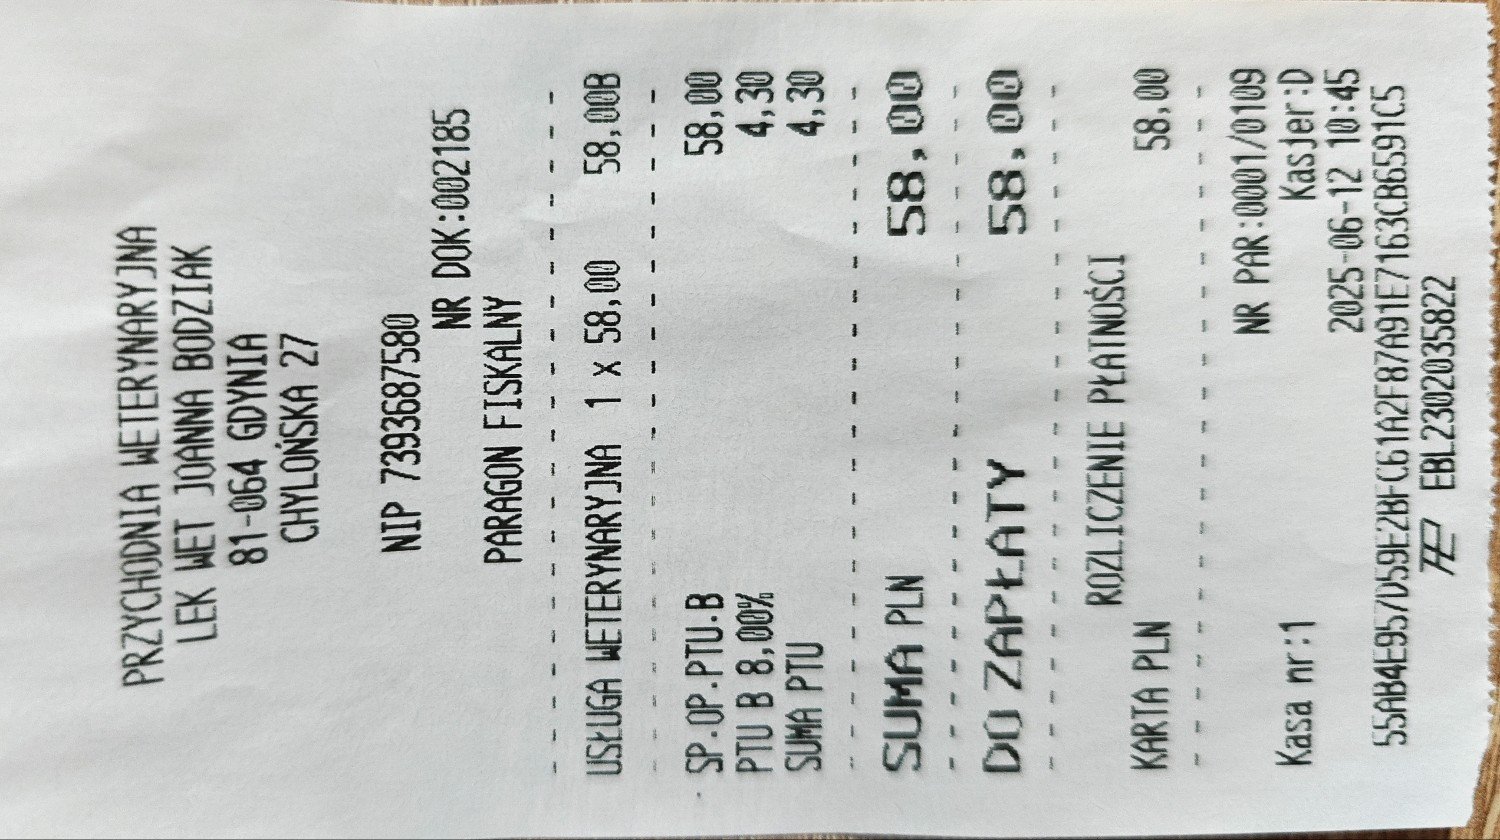 PRZYCHODNIA WETERYNARYJNA
LEK WET JOANNA BODZIAK
81-064 GDYNIA
CHYLOŃSKA 27
NIP 7393687580
NR DOK:002185
PARAGON FISKALNY
USŁUGA WETERYNARYJNA 1 x 58,00 58,00B
SP.OP.PTU.B 58,00
PTU B 8,00% 4,30
SUMA PTU 4,30
SUMA PLN 58,00
DO ZAPŁATY 58,00
ROZLICZENIE PŁATNOŚCI
KARTA PLN 58,00
NR PAR:0001/0109
Kasa nr:1 Kasjer:D
2025-06-12 10:45
55AB4E957D59E2BFC61A2F87A91E7163CB6591C5
EBL2302035822